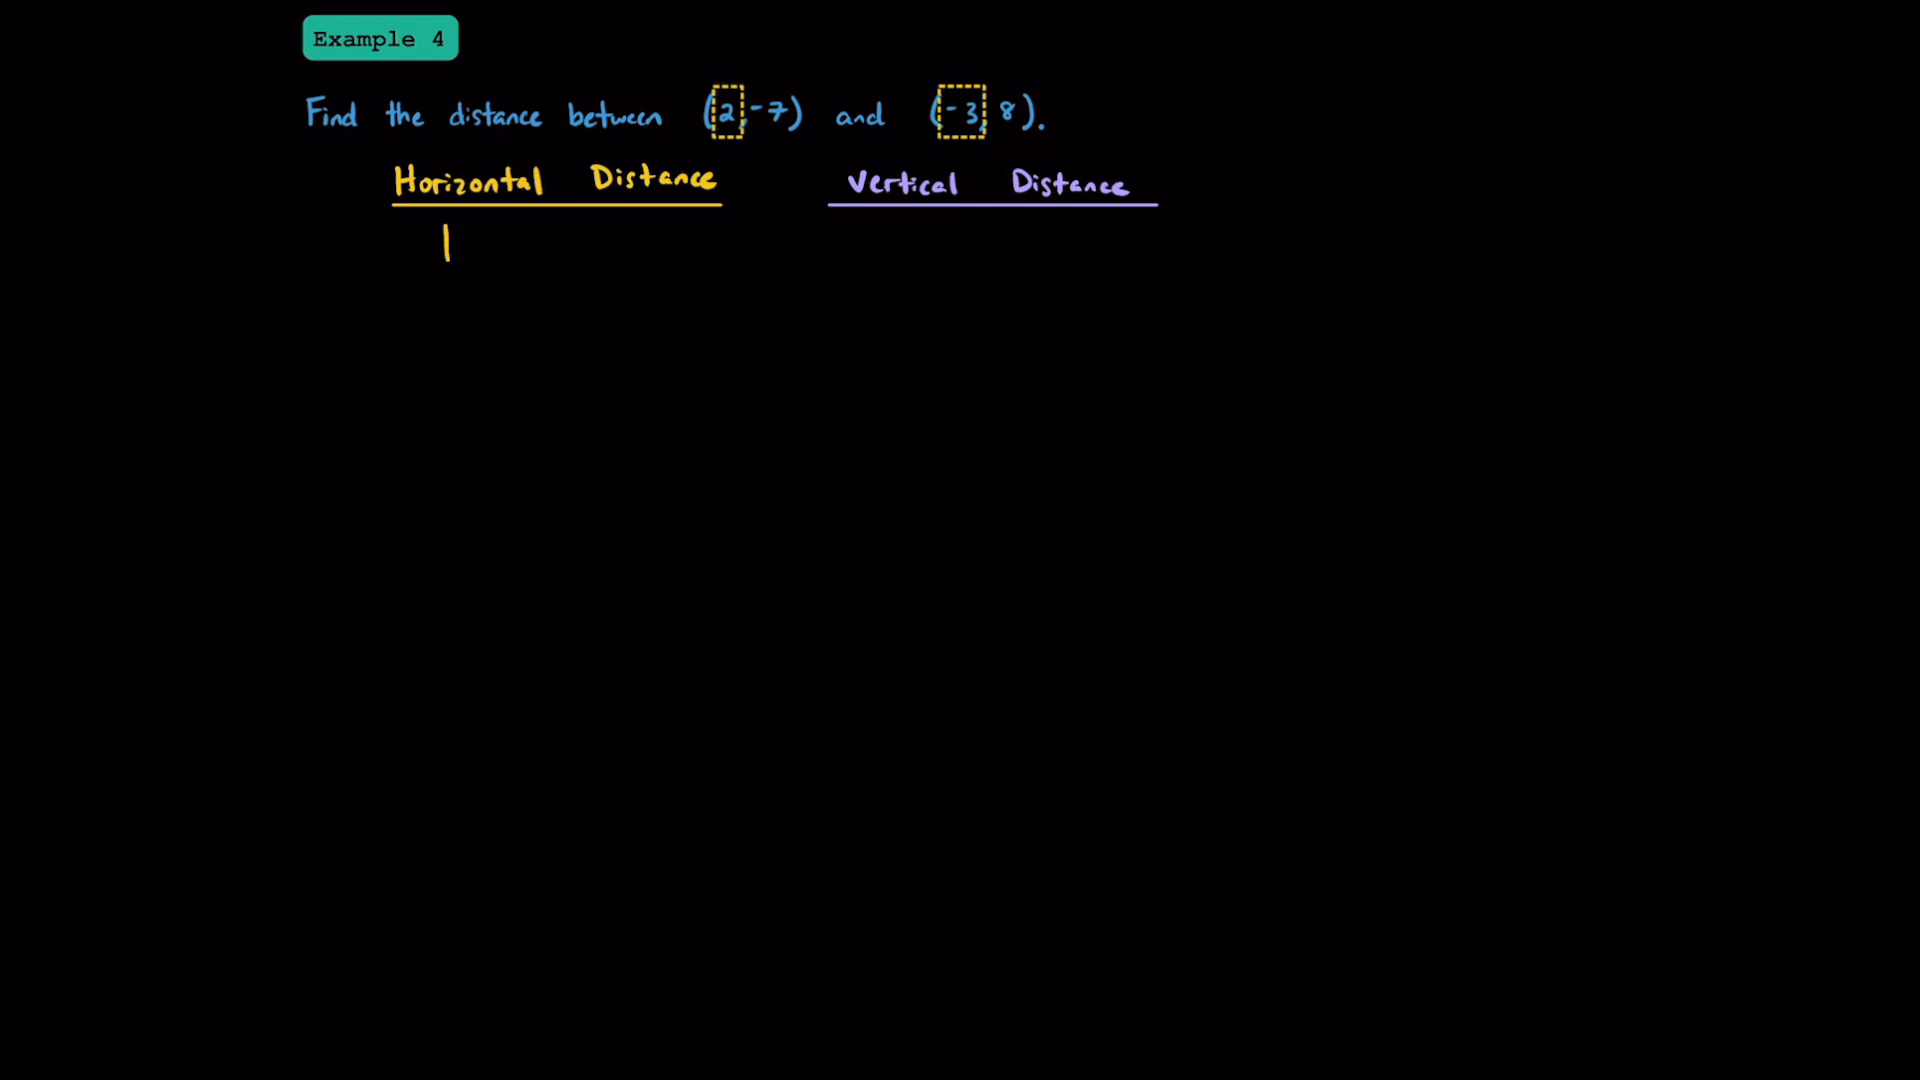 Example 4
Find the distance between (2,-7) and (-3, 8).
Horizontal Distance
Vertical Distance
|